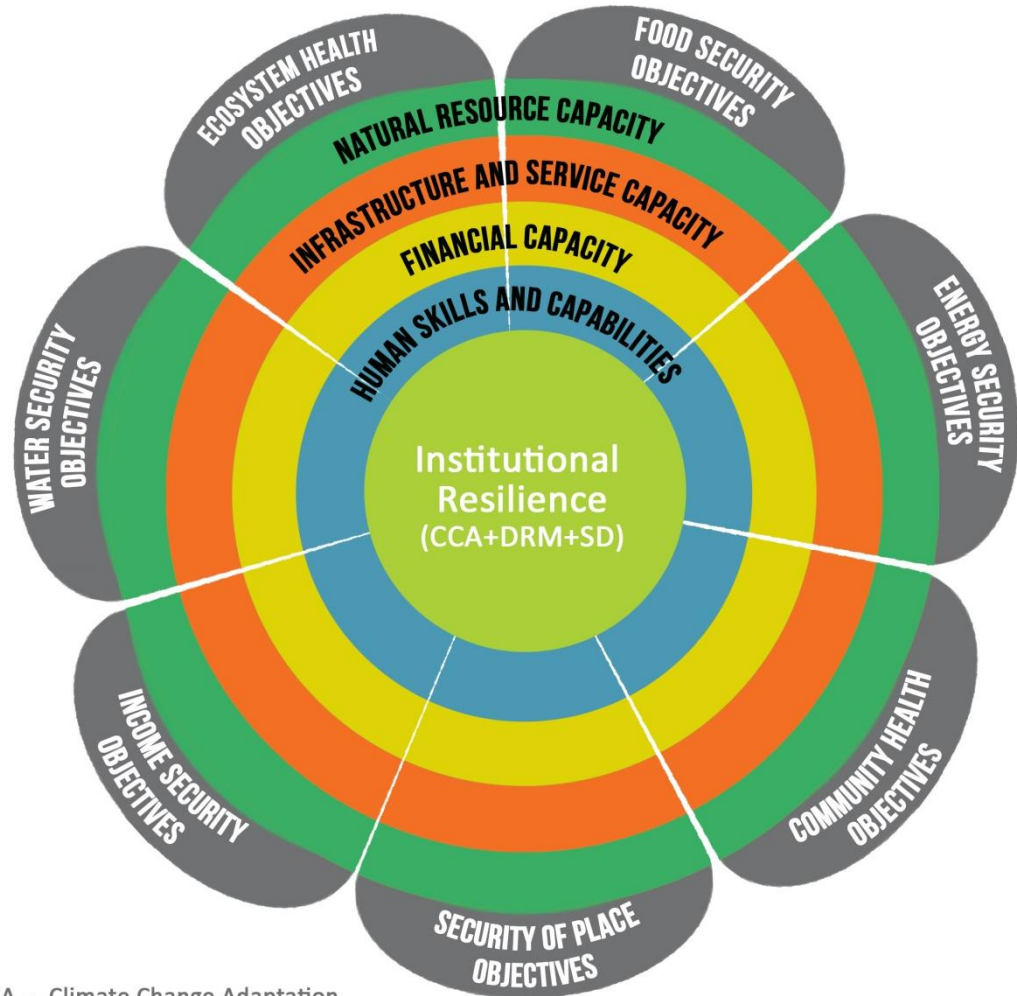 ECOSYSTEM HEALTH
OBJECTIVES
FOOD SECURITY
OBJECTIVES
NATURAL RESOURCE CAPACITY
INFRASTRUCTURE AND SERVICE CAPACITY
FINANCIAL CAPACITY
HUMAN SKILLS AND CAPABILITIES
WATER SECURITY
OBJECTIVES
ENERGY SECURITY
OBJECTIVES
Institutional
Resilience
(CCA+DRM+SD)
INCOME SECURITY
OBJECTIVES
COMMUNITY HEALTH
OBJECTIVES
SECURITY OF PLACE
OBJECTIVES
A - Climate Change Adaptation